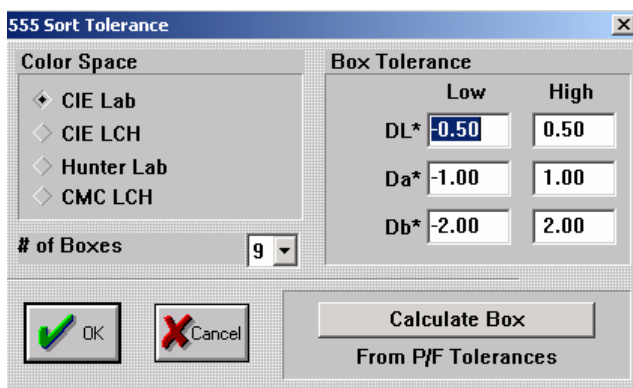 555 Sort Tolerance
Color Space
CIE Lab
CIE LCH
Hunter Lab
CMC LCH
# of Boxes 9
Box Tolerance
Low High
DL* -0.50 0.50
Da* -1.00 1.00
Db* -2.00 2.00
OK
Cancel
Calculate Box
From P/F Tolerances